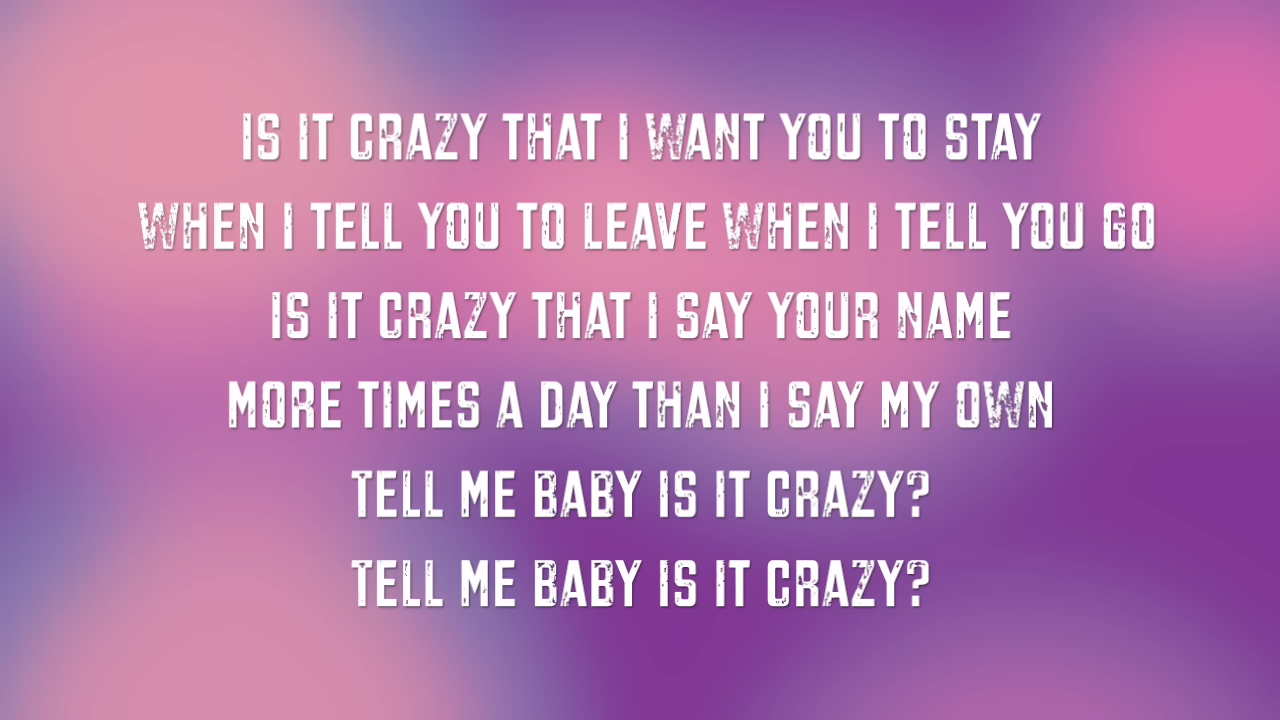 IS IT CRAZY THAT I WANT YOU TO STAY
WHEN I TELL YOU TO LEAVE WHEN I TELL YOU GO
IS IT CRAZY THAT I SAY YOUR NAME
MORE TIMES A DAY THAN I SAY MY OWN
TELL ME BABY IS IT CRAZY?
TELL ME BABY IS IT CRAZY?